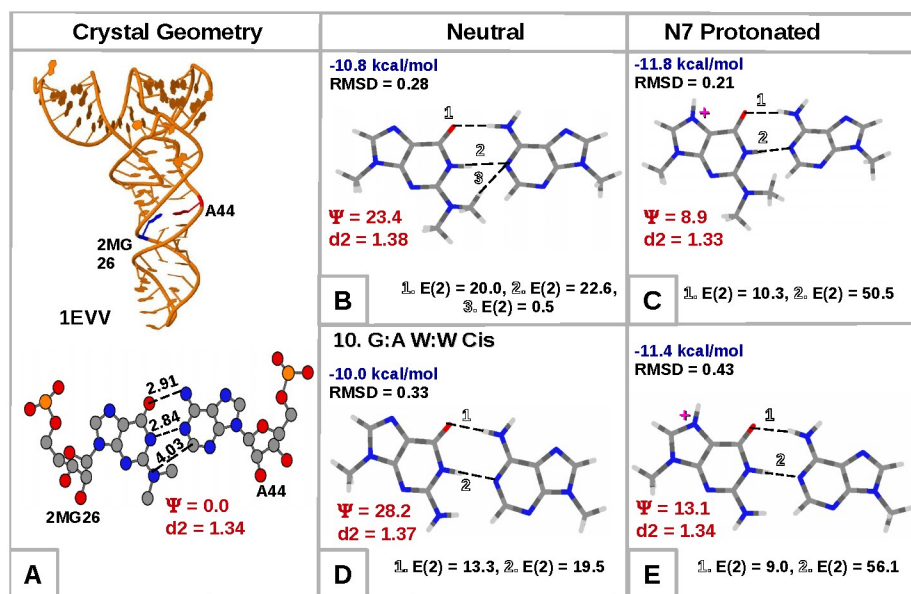 Crystal Geometry
Neutral
N7 Protonated
A44
2MG
26
1EVV
2.91
2.84
4.03
2MG26
A44
Ψ = 0.0
d2 = 1.34
A
-10.8 kcal/mol
RMSD = 0.28
1
2
3
Ψ = 23.4
d2 = 1.38
B
1. E(2) = 20.0, 2. E(2) = 22.6,
3. E(2) = 0.5
-11.8 kcal/mol
RMSD = 0.21
+
1
2
Ψ = 8.9
d2 = 1.33
C
1. E(2) = 10.3, 2. E(2) = 50.5
10. G:A W:W Cis
-10.0 kcal/mol
RMSD = 0.33
1
2
Ψ = 28.2
d2 = 1.37
D
1. E(2) = 13.3, 2. E(2) = 19.5
-11.4 kcal/mol
RMSD = 0.43
+
1
2
Ψ = 13.1
d2 = 1.34
E
1. E(2) = 9.0, 2. E(2) = 56.1